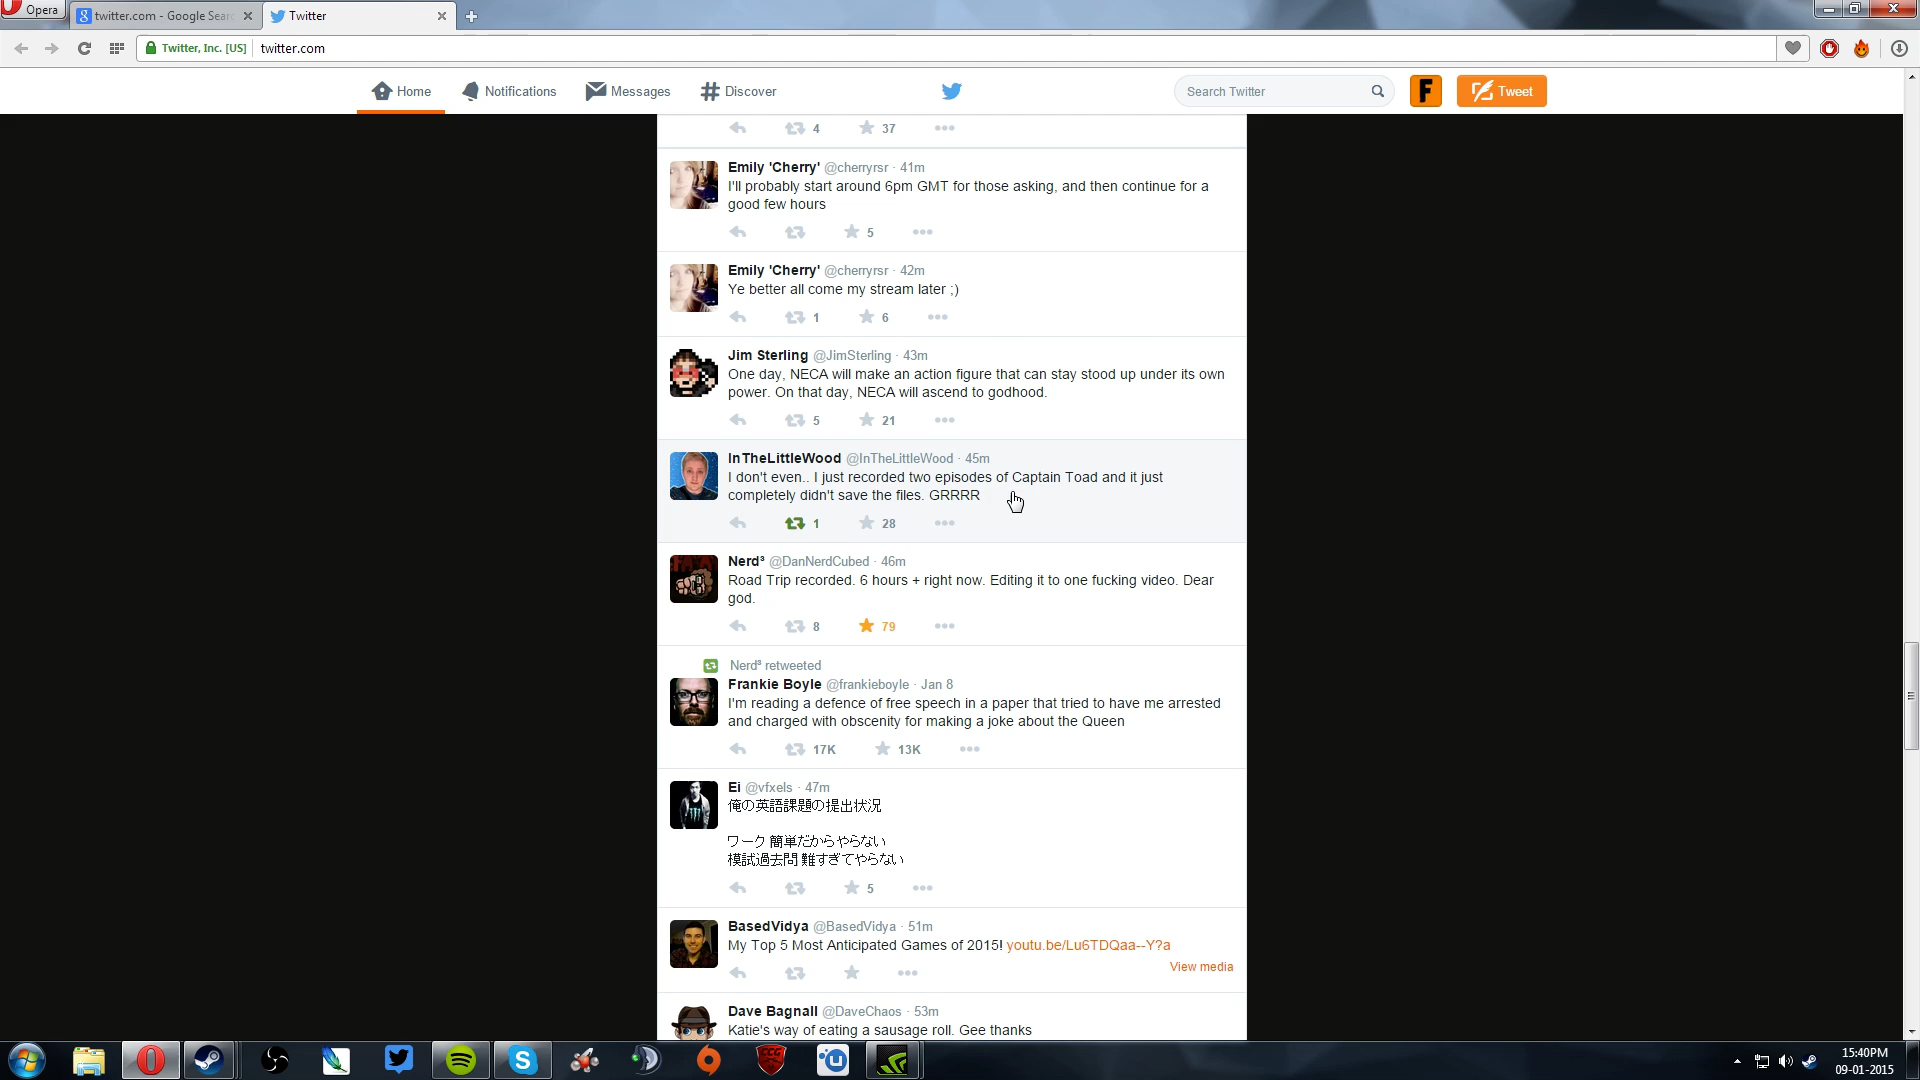 Opera
twitter.com - Google Sear
Twitter
Twitter, Inc. [US]
twitter.com
Home
Notifications
Messages
Discover
Search Twitter
F
Tweet
4
37
Emily 'Cherry' @cherryrsr · 41m
I'll probably start around 6pm GMT for those asking, and then continue for a
good few hours
5
Emily 'Cherry' @cherryrsr · 42m
Ye better all come my stream later ;)
1
6
Jim Sterling @JimSterling · 43m
One day, NECA will make an action figure that can stay stood up under its own
power. On that day, NECA will ascend to godhood.
5
21
InTheLittleWood @InTheLittleWood · 45m
I don't even.. I just recorded two episodes of Captain Toad and it just
completely didn't save the files. GRRRR
1
28
Nerd³ @DanNerdCubed · 46m
Road Trip recorded. 6 hours + right now. Editing it to one fucking video. Dear
god.
8
79
Nerd³ retweeted
Frankie Boyle @frankieboyle · Jan 8
I'm reading a defence of free speech in a paper that tried to have me arrested
and charged with obscenity for making a joke about the Queen
17K
13K
Ei @vfxels · 47m
俺の英語課題の提出状況
ワーク 簡単だからやらない
模試過去問 難すぎてやらない
5
BasedVidya @BasedVidya · 51m
My Top 5 Most Anticipated Games of 2015! youtu.be/Lu6TDQaa--Y?a
View media
Dave Bagnall @DaveChaos · 53m
Katie's way of eating a sausage roll. Gee thanks
15:40PM
09-01-2015